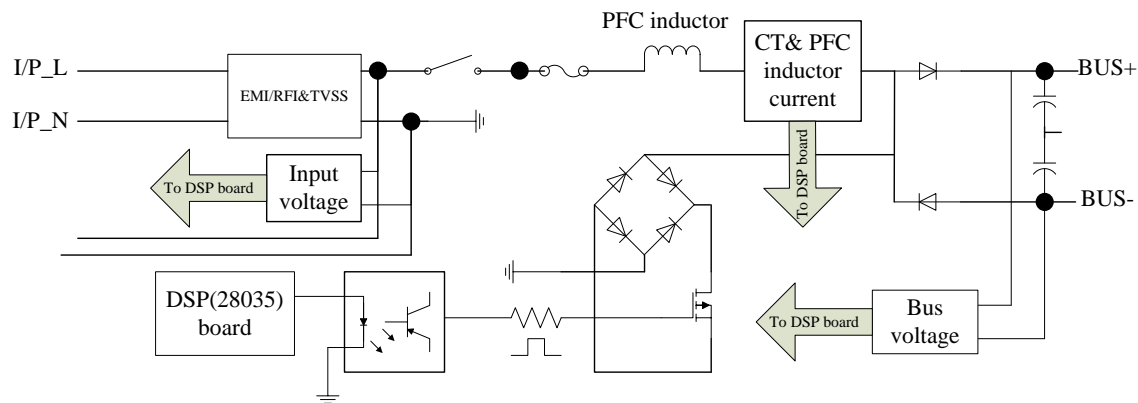 PFC inductor
I/P_L
EMI/RFI&TVSS
CT& PFC
inductor
current
BUS+
I/P_N
To DSP board
Input
voltage
To DSP board
BUS-
DSP(28035)
board
To DSP board
Bus
voltage